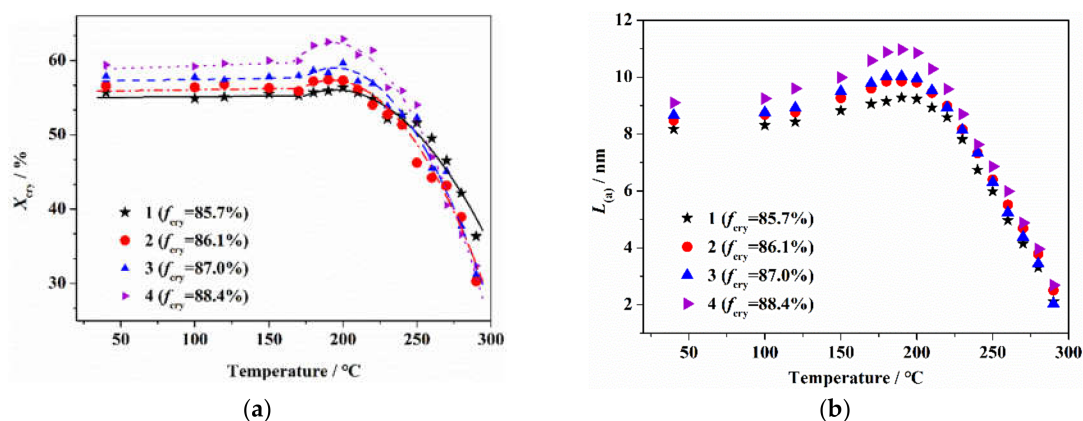 60
50
40
30
X_cry / %
★ 1 (f_cry=85.7%)
● 2 (f_cry=86.1%)
▲ 3 (f_cry=87.0%)
▶ 4 (f_cry=88.4%)
50 100 150 200 250 300
Temperature / °C
(a)
12
10
8
6
4
2
L_(a) / nm
★ 1 (f_cry=85.7%)
● 2 (f_cry=86.1%)
▲ 3 (f_cry=87.0%)
▶ 4 (f_cry=88.4%)
50 100 150 200 250 300
Temperature / °C
(b)